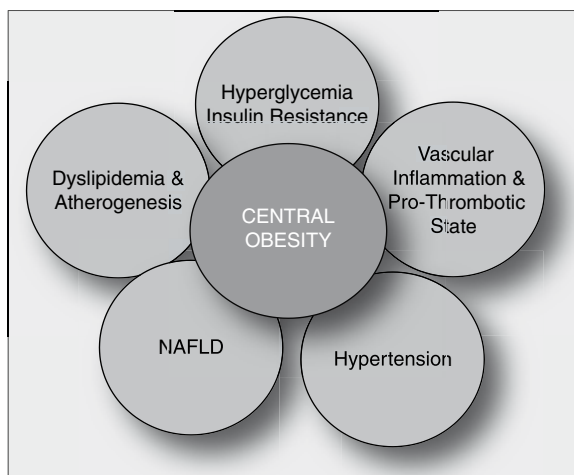 Hyperglycemia
Insulin Resistance
Dyslipidemia &
Atherogenesis
Vascular
Inflammation &
Pro-Thrombotic
State
CENTRAL
OBESITY
NAFLD
Hypertension